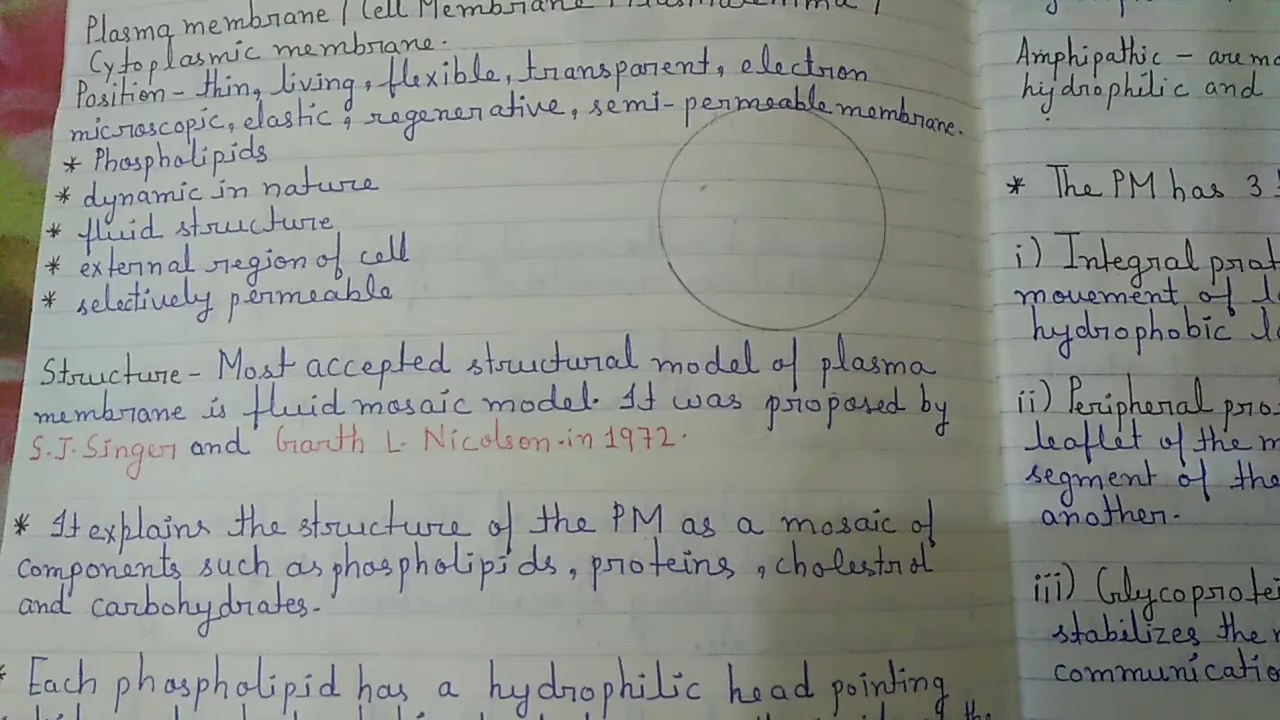 Plasma membrane / Cell Membrane /
Cytoplasmic membrane.
Position - thin, living, flexible, transparent, electron
microscopic, elastic, regenerative, semi-permeable membrane.
* Phospholipids
* dynamic in nature
* fluid structure
* external region of cell
* selectively permeable
Structure - Most accepted structural model of plasma
membrane is fluid mosaic model. It was proposed by
S.J. Singer and Garth L. Nicolson in 1972.
* It explains the structure of the PM as a mosaic of
components such as phospholipids, proteins, cholestrol
and carbohydrates.
* Each phospholipid has a hydrophilic head pointing
the
Amphipathic - are
hydrophilic and
* The PM has 3
i) Integral
movement of
hydrophobic
ii) Peripheral
leaflet of the
segment of the
another.
iii)
stabilizes the